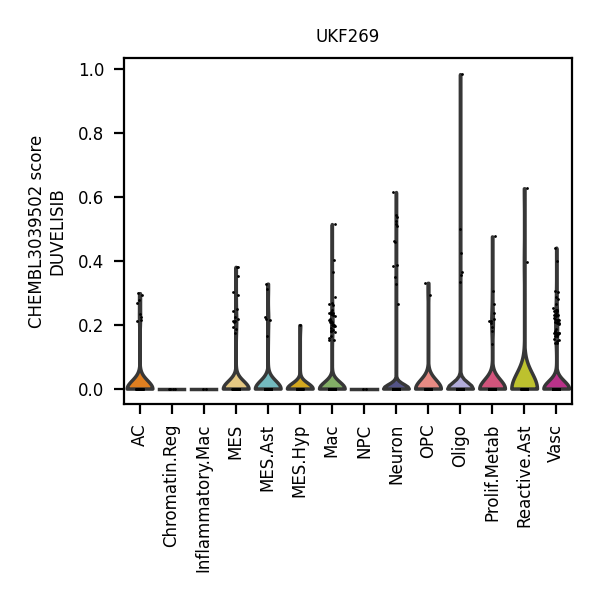 UKF269
CHEMBL3039502 score
DUVELISIB
1.0
0.8
0.6
0.4
0.2
0.0
AC
Chromatin.Reg
Inflammatory.Mac
MES
MES.Ast
MES.Hyp
Mac
NPC
Neuron
OPC
Oligo
Prolif.Metab
Reactive.Ast
Vasc